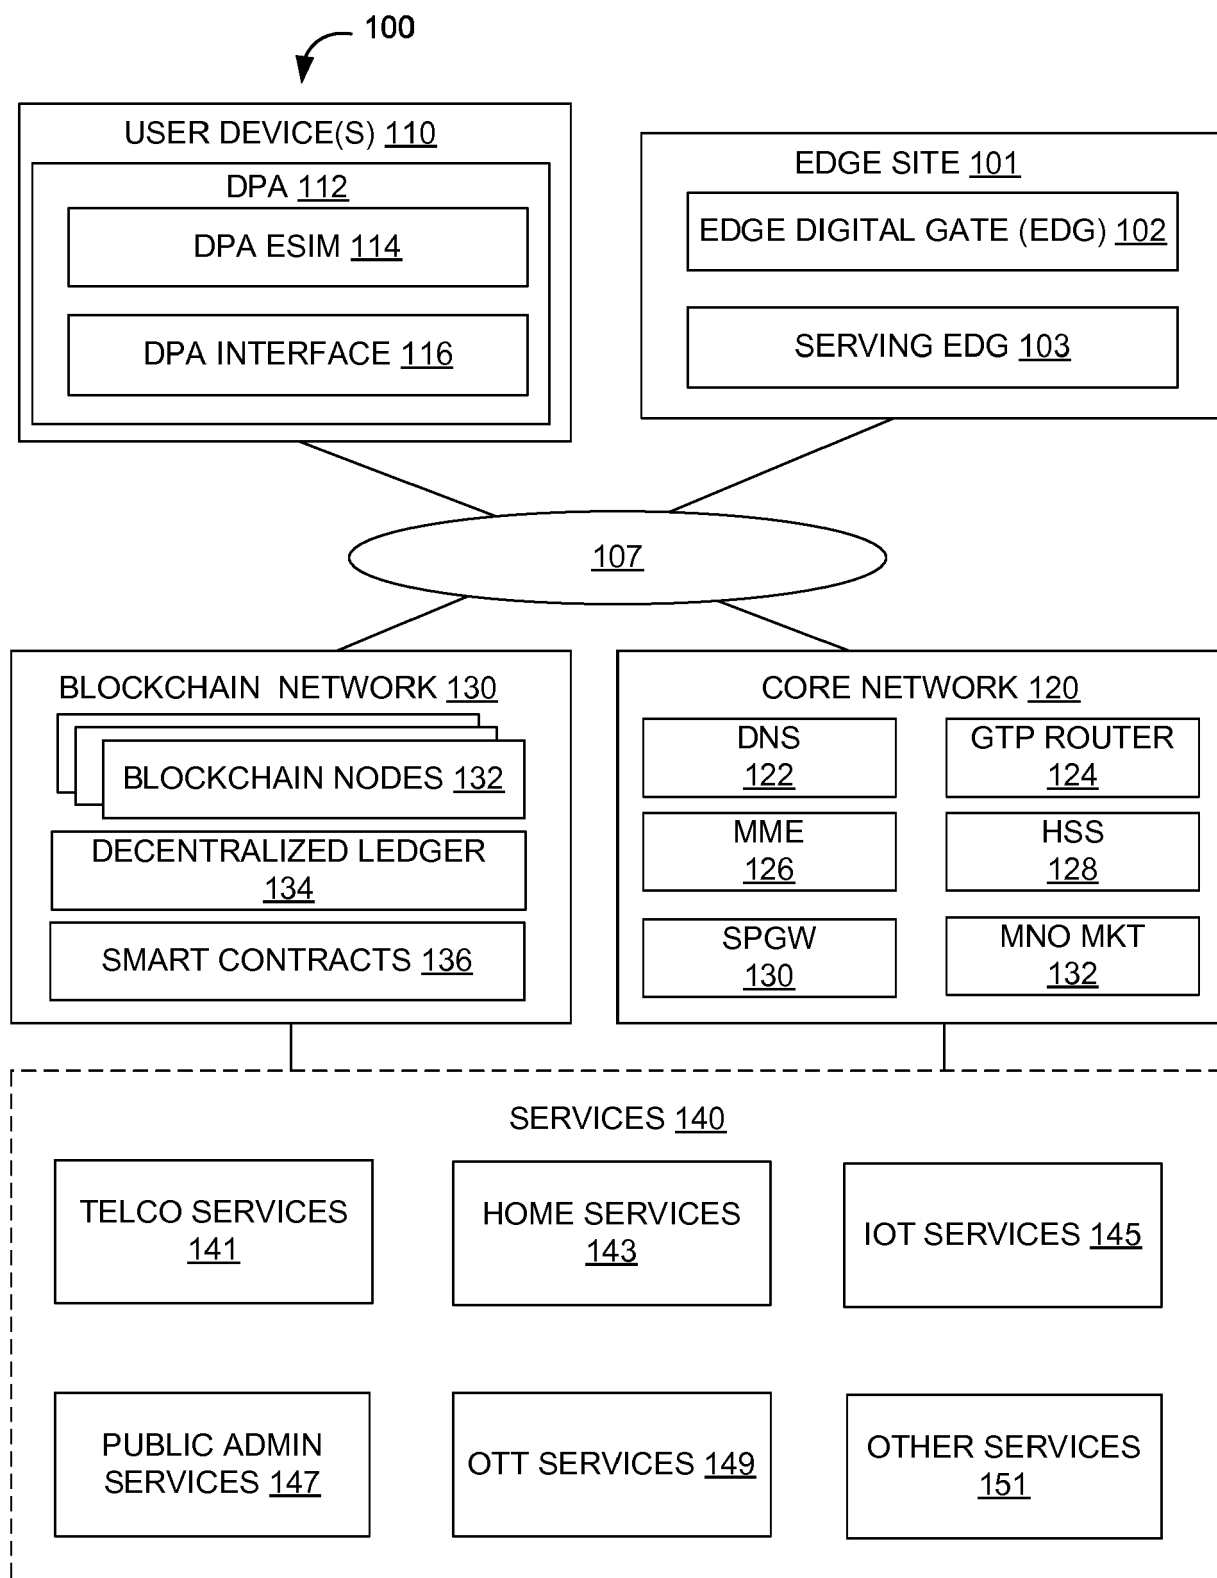 100
USER DEVICE(S) 110
DPA 112
DPA ESIM 114
DPA INTERFACE 116
EDGE SITE 101
EDGE DIGITAL GATE (EDG) 102
SERVING EDG 103
107
BLOCKCHAIN NETWORK 130
BLOCKCHAIN NODES 132
DECENTRALIZED LEDGER
134
SMART CONTRACTS 136
CORE NETWORK 120
DNS
122
GTP ROUTER
124
MME
126
HSS
128
SPGW
130
MNO MKT
132
SERVICES 140
TELCO SERVICES
141
HOME SERVICES
143
IOT SERVICES 145
PUBLIC ADMIN
SERVICES 147
OTT SERVICES 149
OTHER SERVICES
151